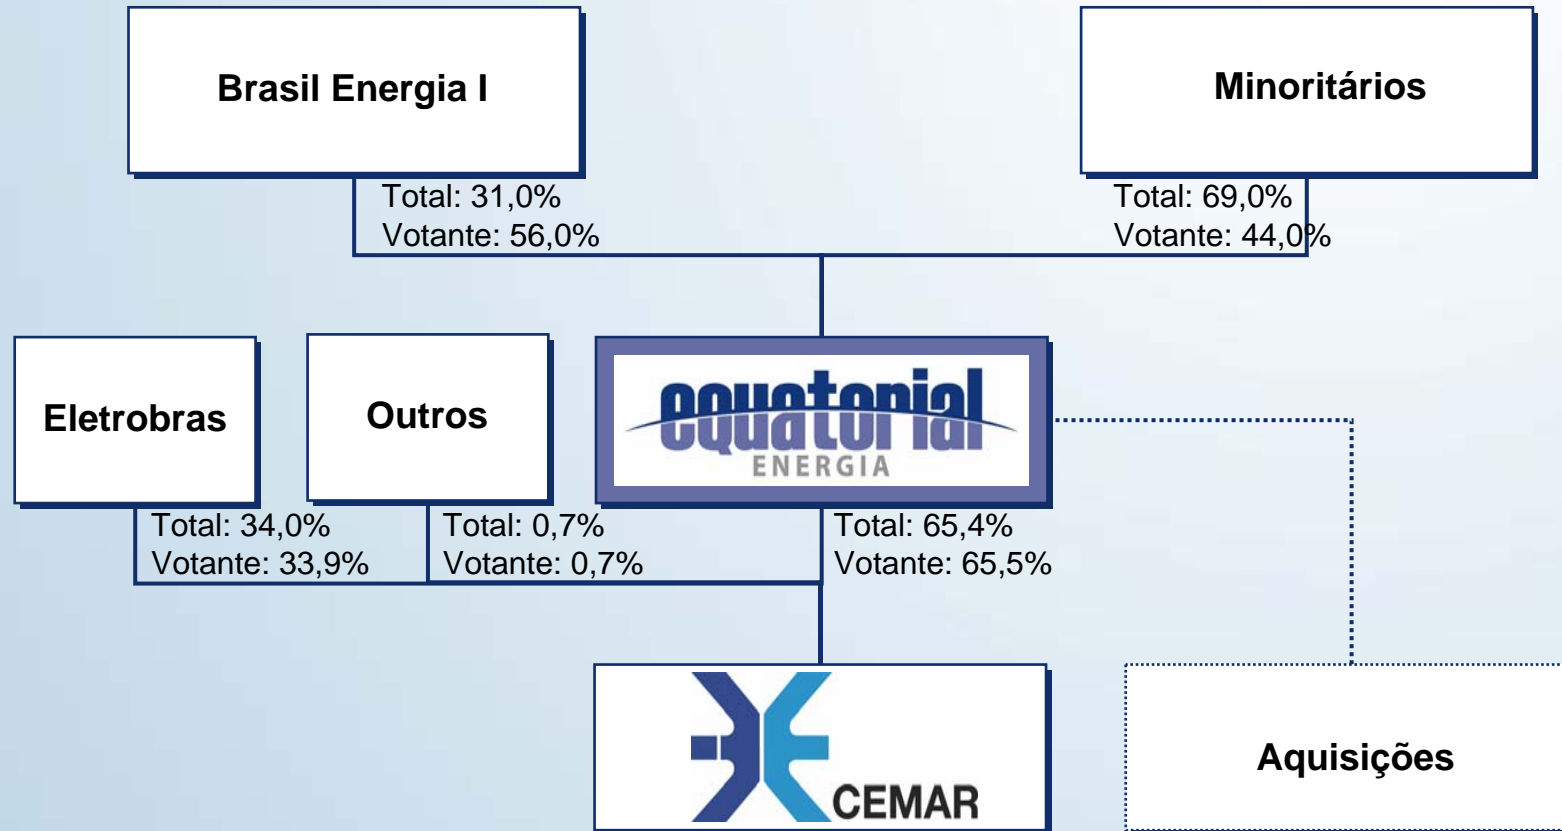 Brasil Energia I
Minoritários
Total: 31,0%
Votante: 56,0%
Total: 69,0%
Votante: 44,0%
Eletrobras
Outros
equatorial
ENERGIA
Total: 34,0%
Votante: 33,9%
Total: 0,7%
Votante: 0,7%
Total: 65,4%
Votante: 65,5%
CEMAR
Aquisições